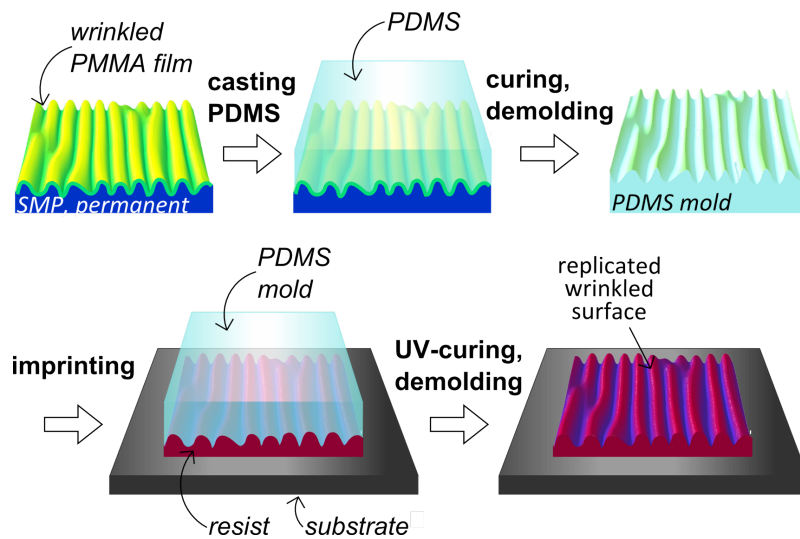 wrinkled
PMMA film
casting
PDMS
PDMS
curing,
demolding
SMP, permanent
PDMS mold
imprinting
PDMS
mold
UV-curing,
demolding
replicated
wrinkled
surface
resist
substrate